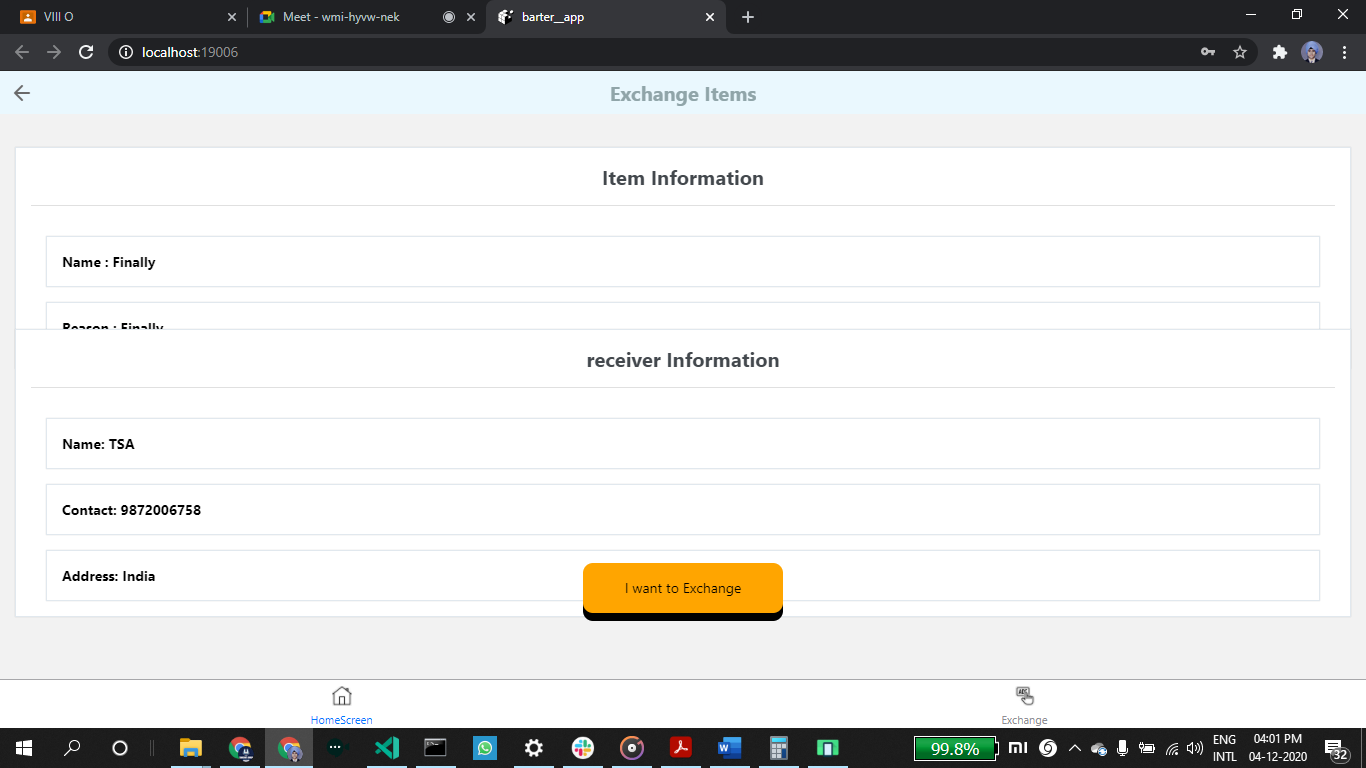 VIII O
Meet - wmi-hyvw-nek
barter__app
localhost:19006
Exchange Items
Item Information
Name : Finally
Reason : Finally
receiver Information
Name: TSA
Contact: 9872006758
Address: India
I want to Exchange
HomeScreen
ADS
Exchange
99.8%
ENG
INTL
04:01 PM
04-12-2020
32